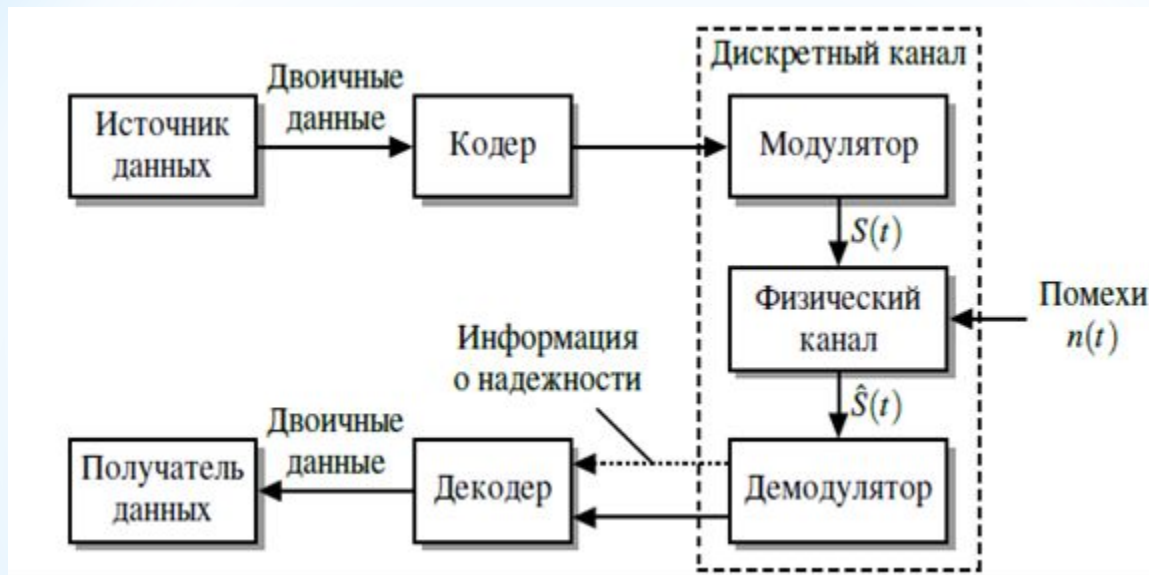 Дискретный канал
Двоичные
данные
Источник
данных
Кодер
Модулятор
S(t)
Физический
канал
Помехи
n(t)
Информация
о надежности
Ŝ(t)
Двоичные
данные
Получатель
данных
Декодер
Демодулятор